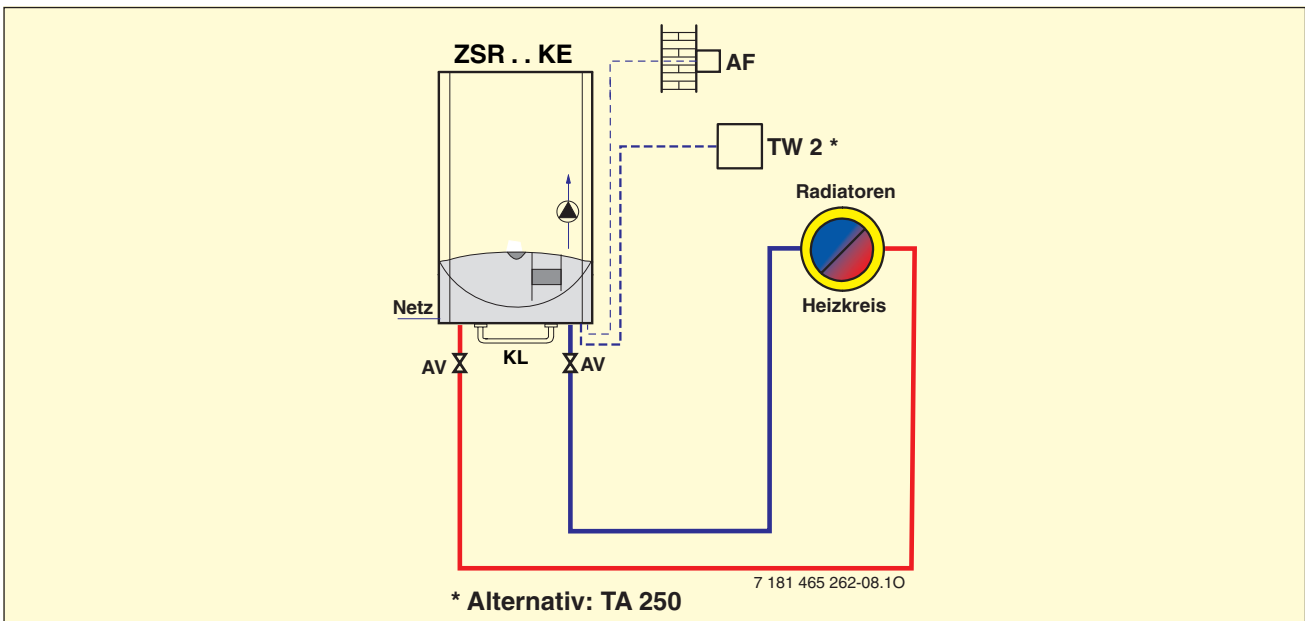 ZSR . . KE
AF
TW 2 *
Radiatoren
Heizkreis
Netz
KL
AV
AV
7 181 465 262-08.1O
* Alternativ: TA 250